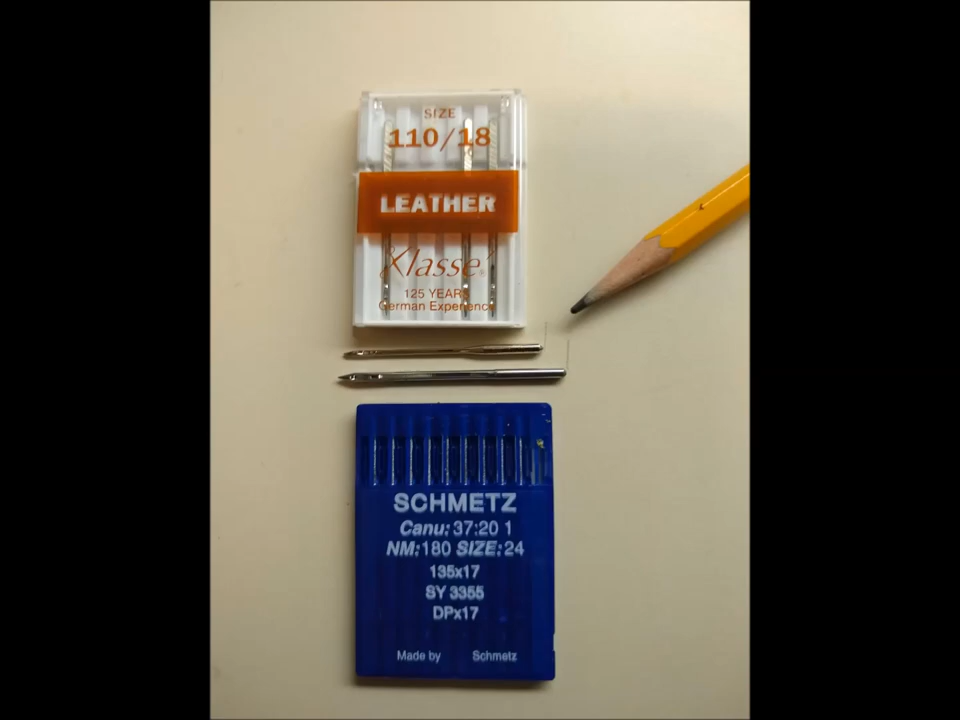 SIZE
110/18
LEATHER
Klasse®
125 YEARS
German Experience
SCHMETZ
Canu: 37:20 1
NM:180 SIZE:24
135x17
SY 3355
DPx17
Made by Schmetz